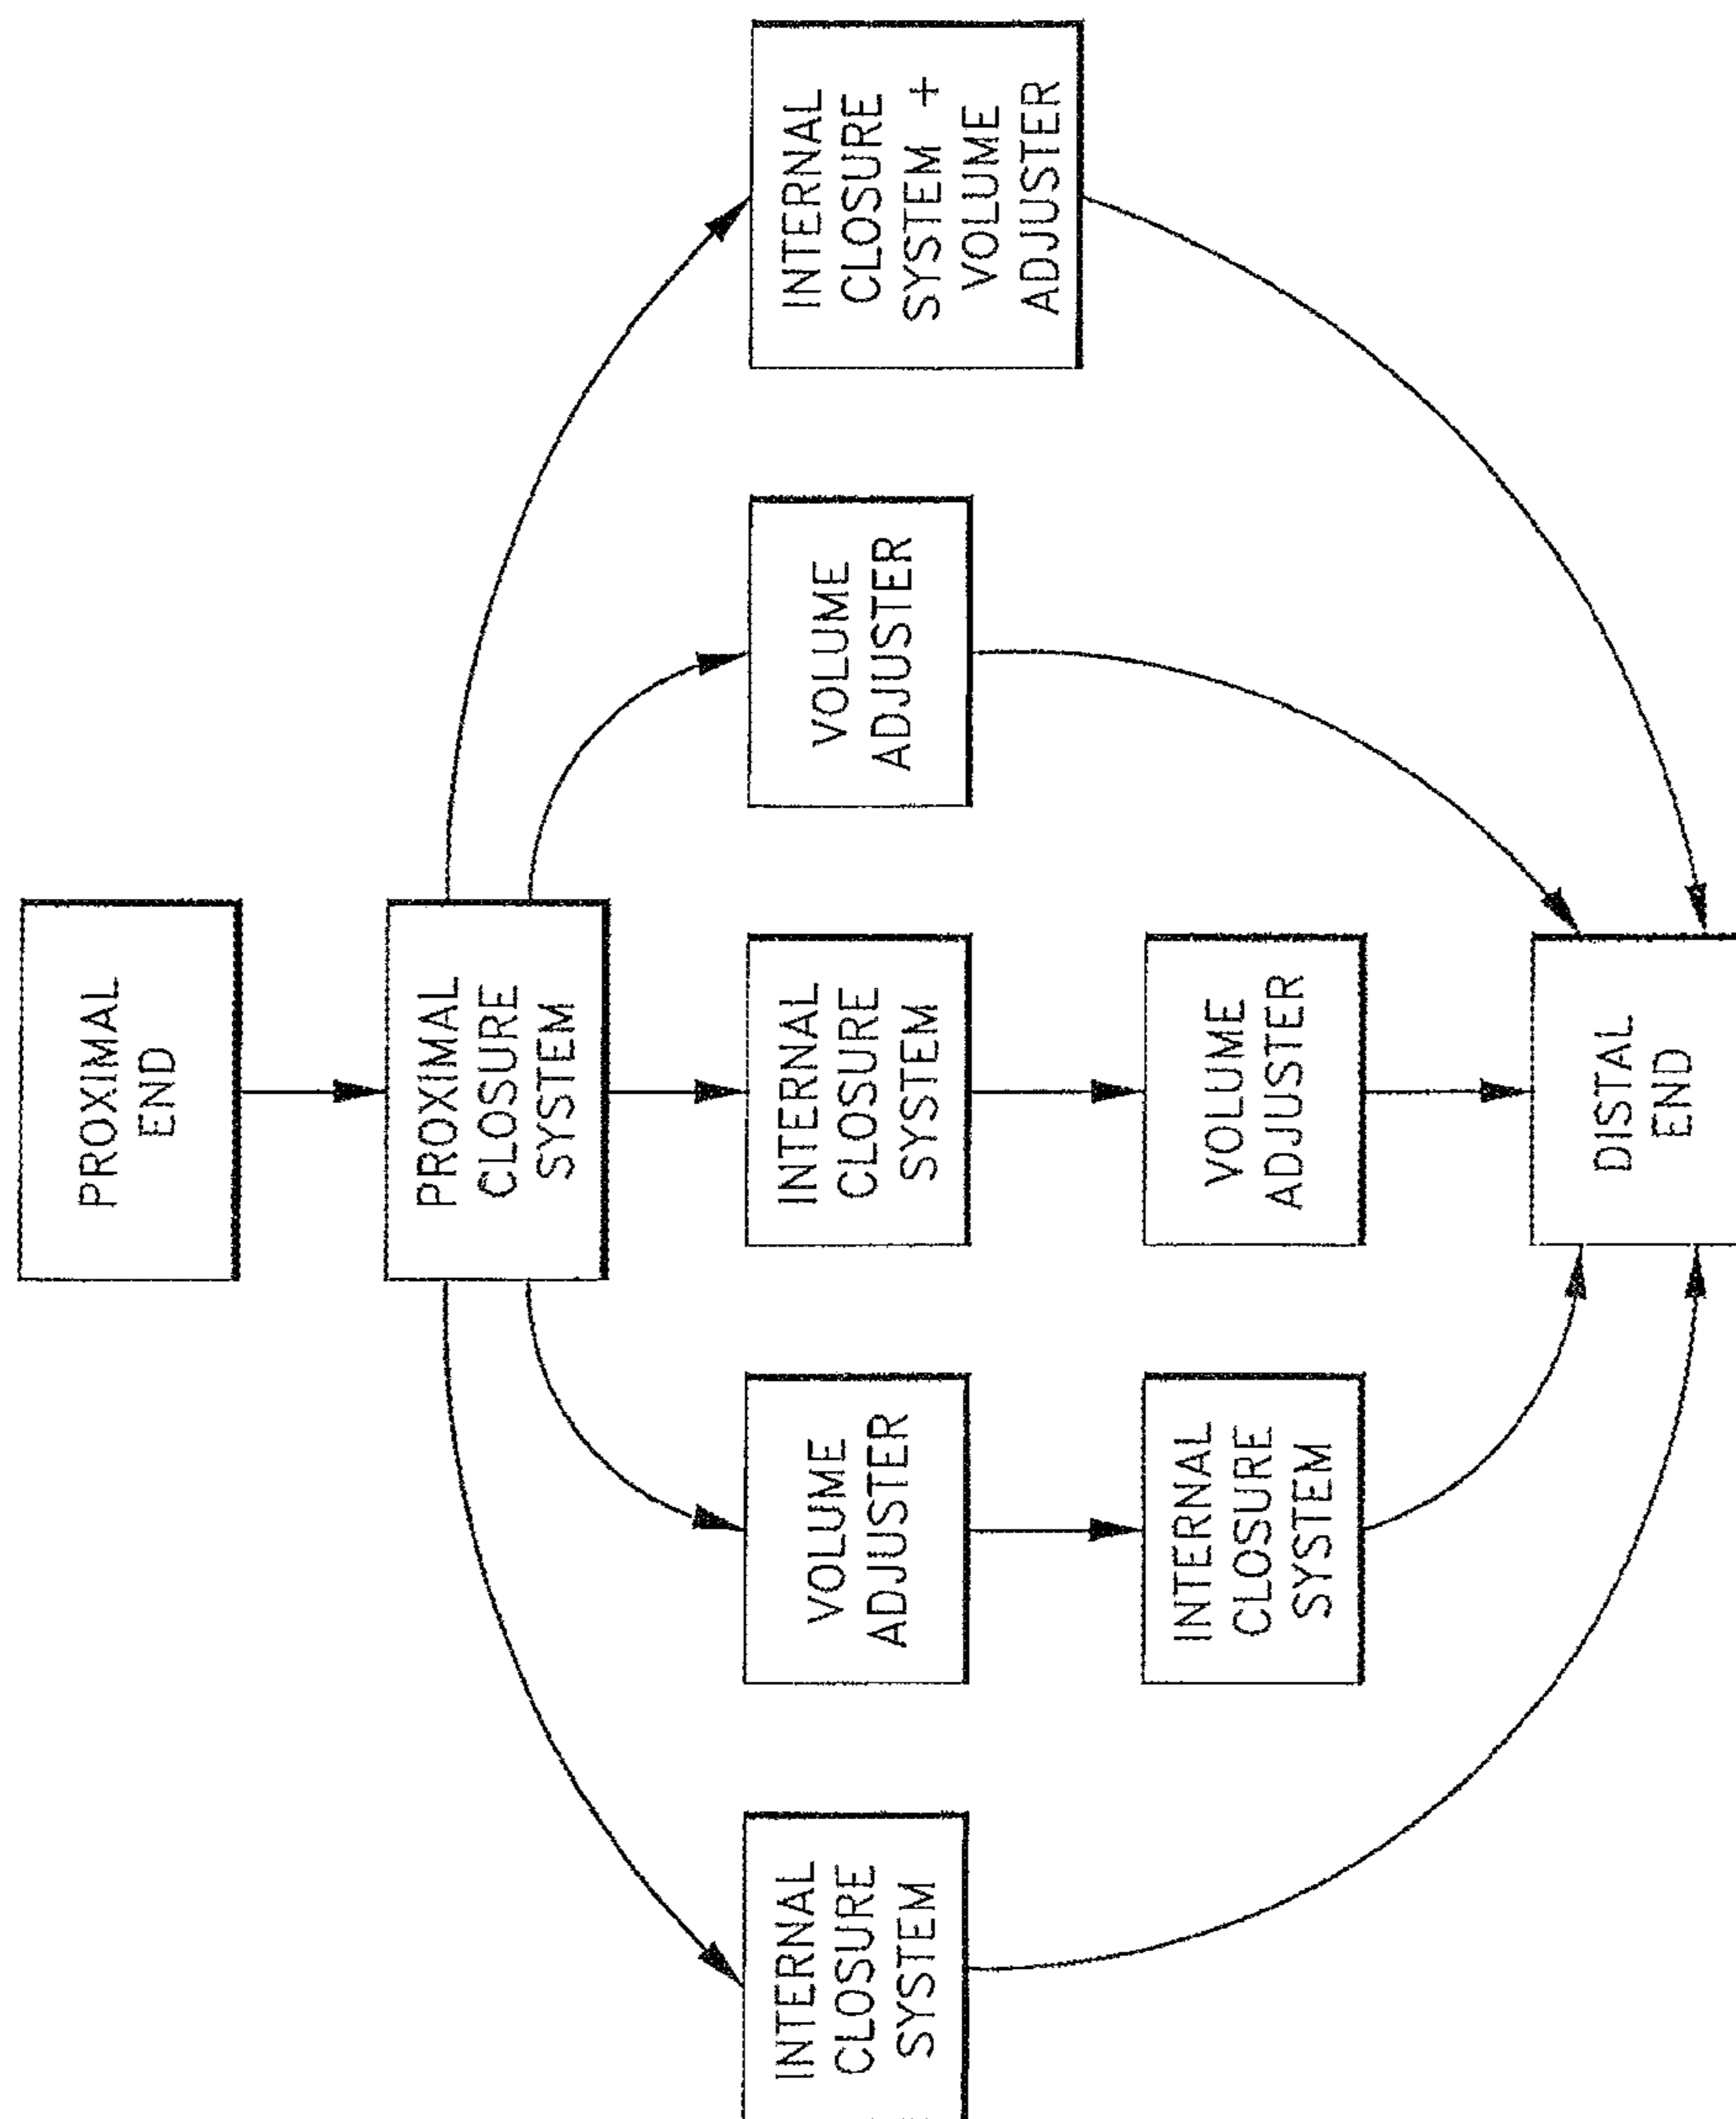 PROXIMAL
END
PROXIMAL
CLOSURE
SYSTEM
INTERNAL
CLOSURE
SYSTEM +
VOLUME
ADJUSTER
VOLUME
ADJUSTER
INTERNAL
CLOSURE
SYSTEM
VOLUME
ADJUSTER
VOLUME
ADJUSTER
INTERNAL
CLOSURE
SYSTEM
INTERNAL
CLOSURE
SYSTEM
DISTAL
END